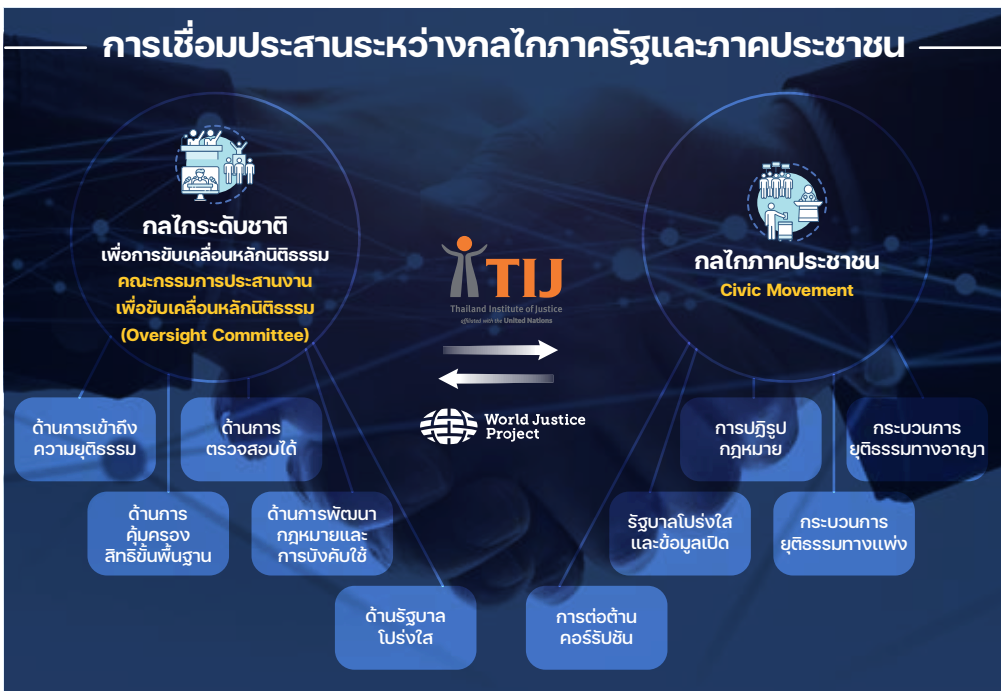 การเชื่อมประสานระหว่างกลไกภาครัฐและภาคประชาชน
กลไกระดับชาติ
เพื่อการขับเคลื่อนหลักนิติธรรม
คณะกรรมการประสานงาน
เพื่อขับเคลื่อนหลักนิติธรรม
(Oversight Committee)
TIJ
Thailand Institute of Justice
affiliated with the United Nations
World Justice
Project
กลไกภาคประชาชน
Civic Movement
ด้านการเข้าถึง
ความยุติธรรม
ด้านการ
ตรวจสอบได้
ด้านการ
คุ้มครอง
สิทธิขั้นพื้นฐาน
ด้านการพัฒนา
กฎหมายและ
การบังคับใช้
ด้านรัฐบาล
โปร่งใส
การปฏิรูป
กฎหมาย
กระบวนการ
ยุติธรรมทางอาญา
รัฐบาลโปร่งใส
และข้อมูลเปิด
กระบวนการ
ยุติธรรมทางแพ่ง
การต่อต้าน
คอร์รัปชัน